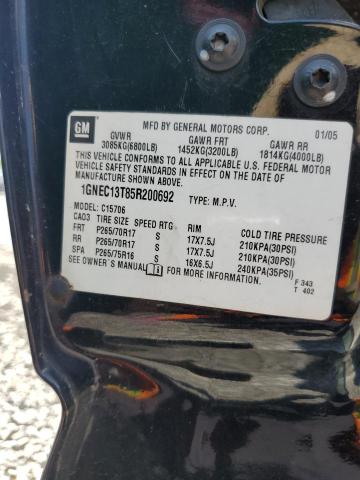 GM
MFD BY GENERAL MOTORS CORP. 01/05
GVWR GAWR FRT GAWR RR
3085KG(6800LB) 1452KG(3200LB) 1814KG(4000LB)
THIS VEHICLE CONFORMS TO ALL APPLICABLE U.S. FEDERAL MOTOR
VEHICLE SAFETY STANDARDS IN EFFECT ON THE DATE OF
MANUFACTURE SHOWN ABOVE.
1GNEC13T85R200692 TYPE: M.P.V.
MODEL: C15706
CAO3 TIRE SIZE SPEED RTG RIM COLD TIRE PRESSURE
FRT P265/70R17 S 17X7.5J 210KPA(30PSI)
RR P265/70R17 S 17X7.5J 210KPA(30PSI)
SPA P265/75R16 S 16X6.5J 240KPA(35PSI)
SEE OWNER'S MANUAL FOR MORE INFORMATION.
F 343
T 402